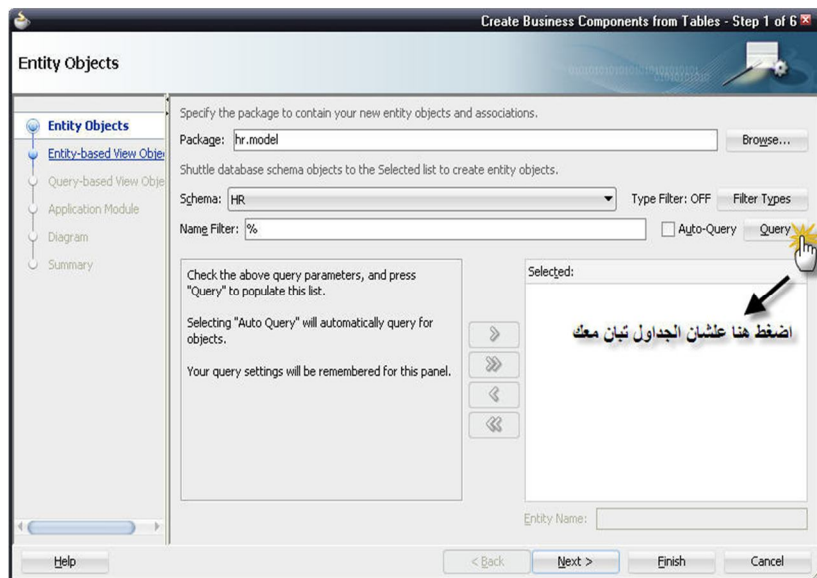 Create Business Components from Tables - Step 1 of 6
Entity Objects
Entity Objects
Entity-based View Obje
Query-based View Obje
Application Module
Diagram
Summary
Specify the package to contain your new entity objects and associations.
Package: hr.model Browse...
Shuttle database schema objects to the Selected list to create entity objects.
Schema: HR Type Filter: OFF Filter Types
Name Filter: % Auto-Query Query
Check the above query parameters, and press
"Query" to populate this list.
Selecting "Auto Query" will automatically query for
objects.
Your query settings will be remembered for this panel.
Selected:
اضغط هنا علشان الجداول تبان معك
Entity Name:
Help < Back Next > Finish Cancel